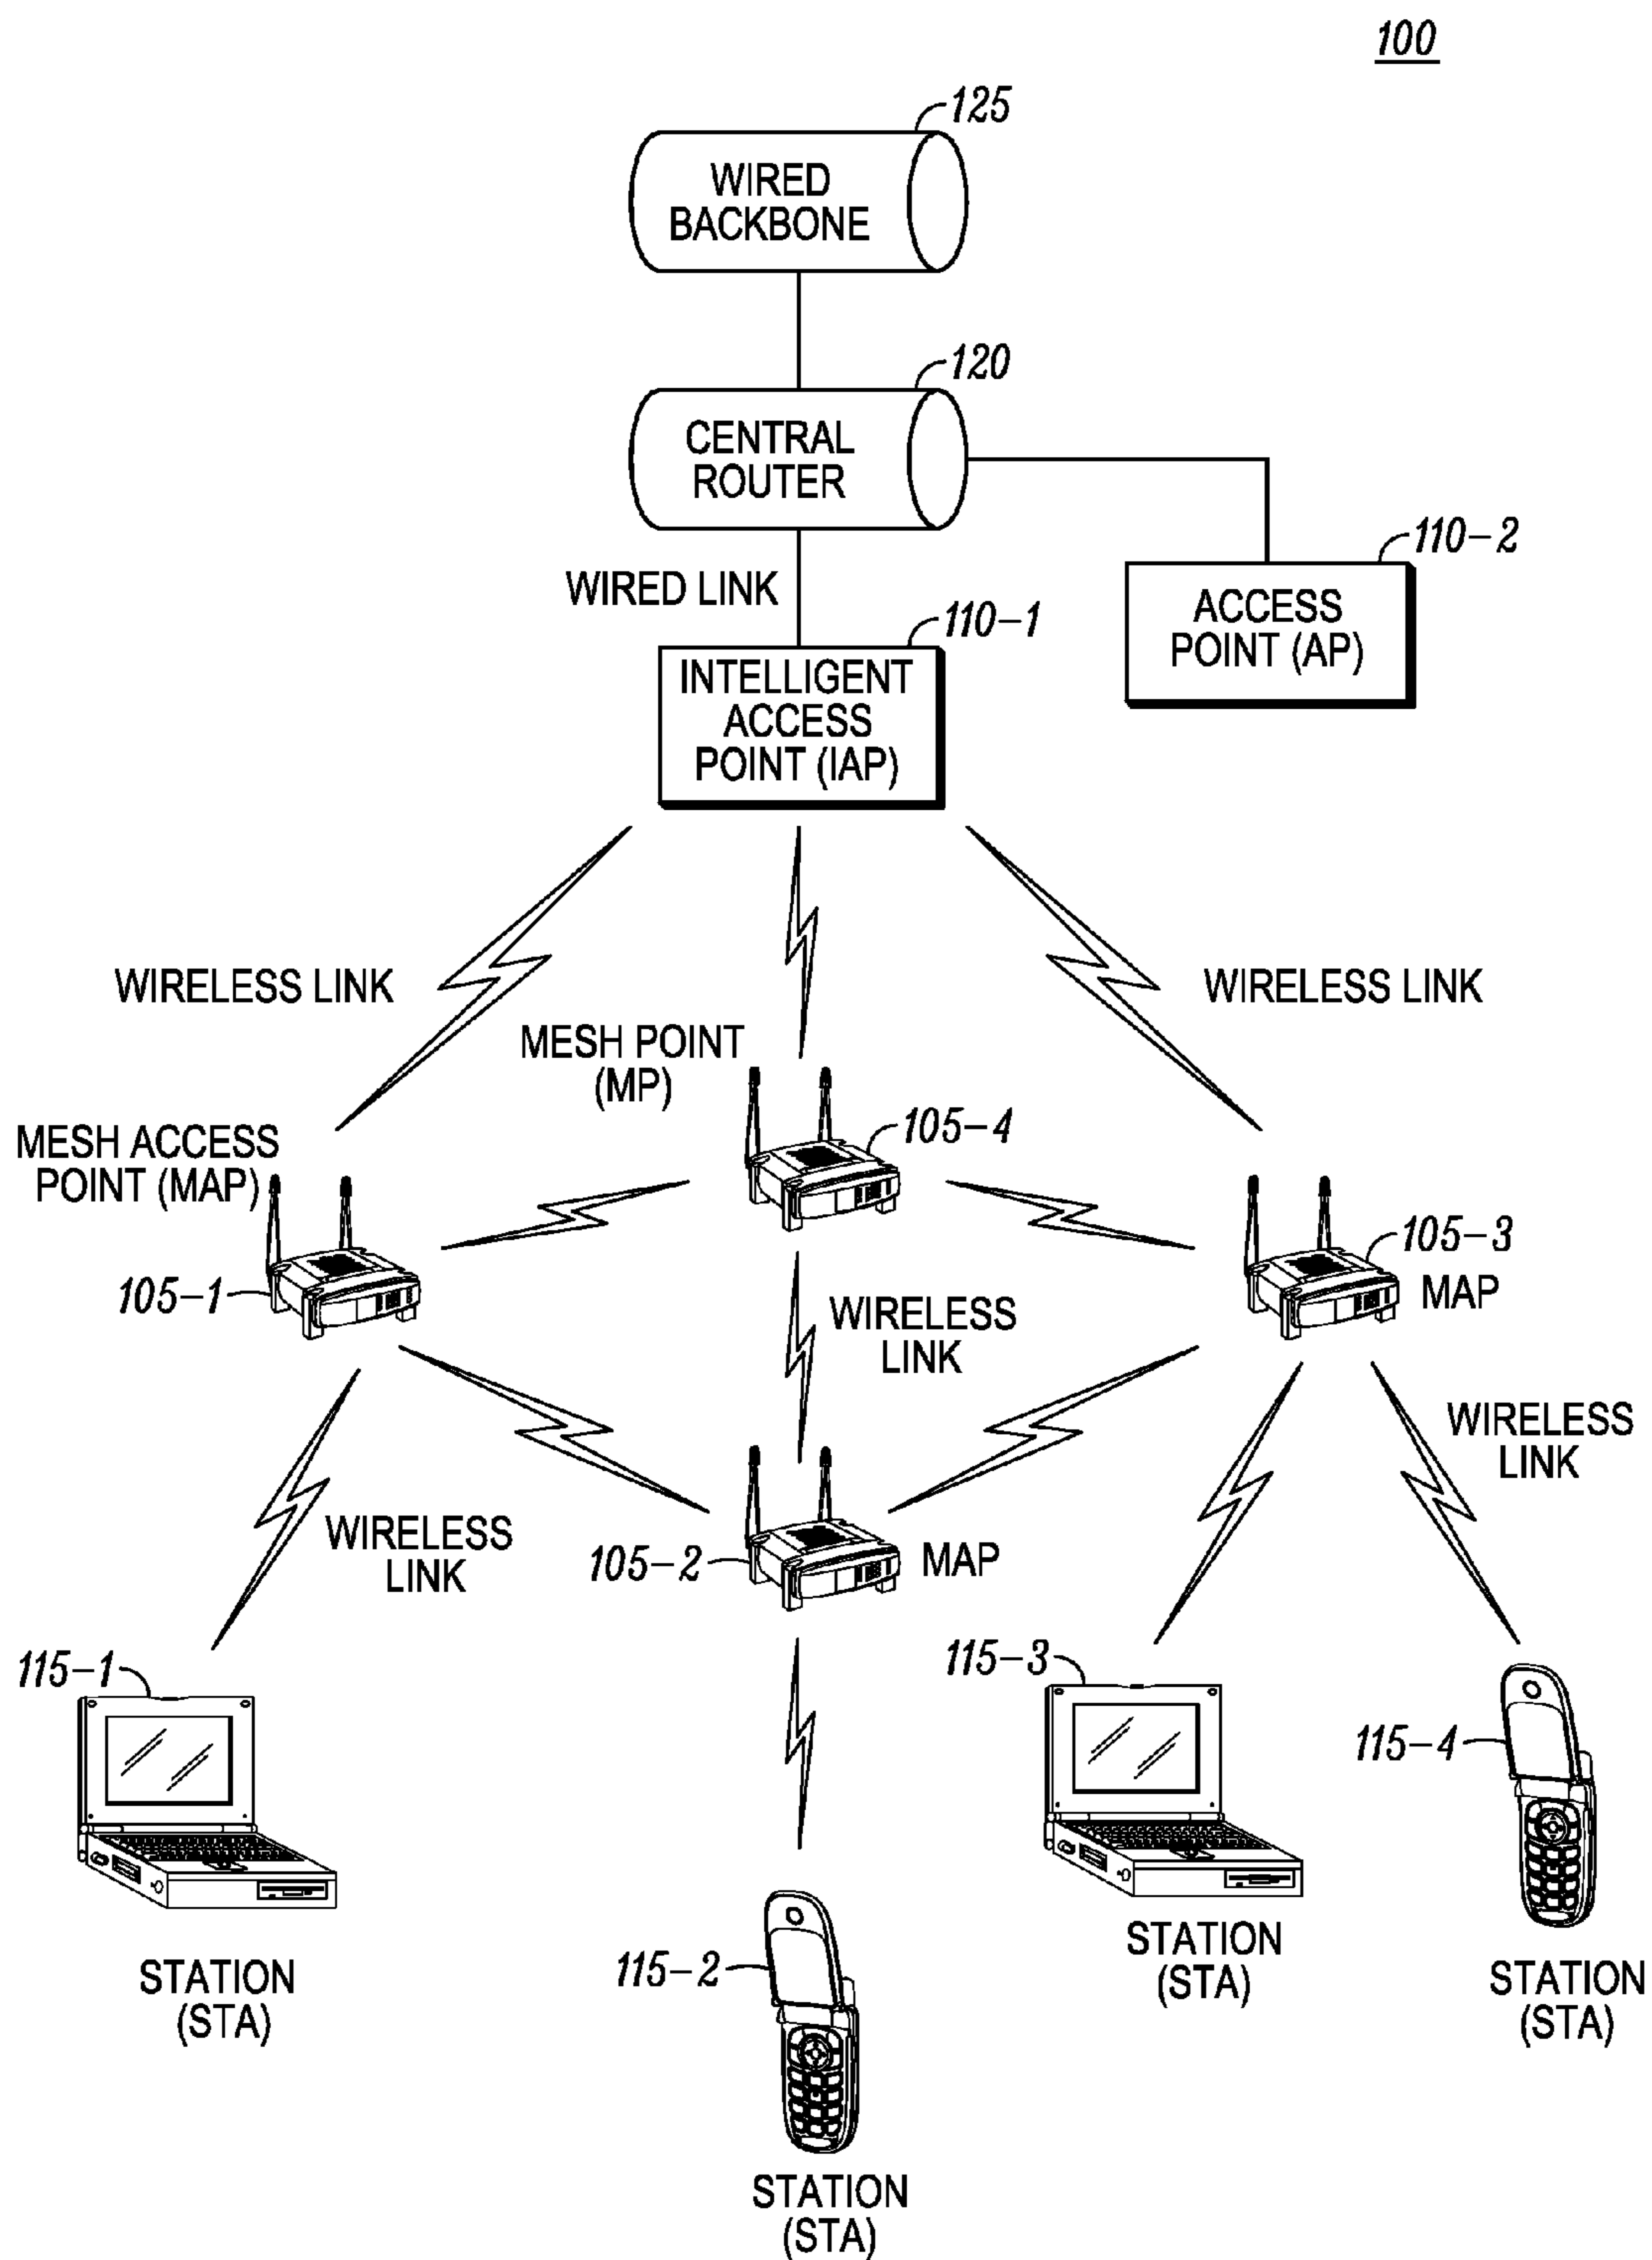 100
125
WIRED
BACKBONE
120
CENTRAL
ROUTER
110-2
ACCESS
POINT (AP)
WIRED LINK
110-1
INTELLIGENT
ACCESS
POINT (IAP)
WIRELESS LINK
WIRELESS LINK
MESH POINT
(MP)
105-4
MESH ACCESS
POINT (MAP)
105-1
105-3
MAP
WIRELESS
LINK
WIRELESS
LINK
WIRELESS
LINK
105-2
MAP
115-1
115-3
115-4
STATION
(STA)
115-2
STATION
(STA)
STATION
(STA)
STATION
(STA)